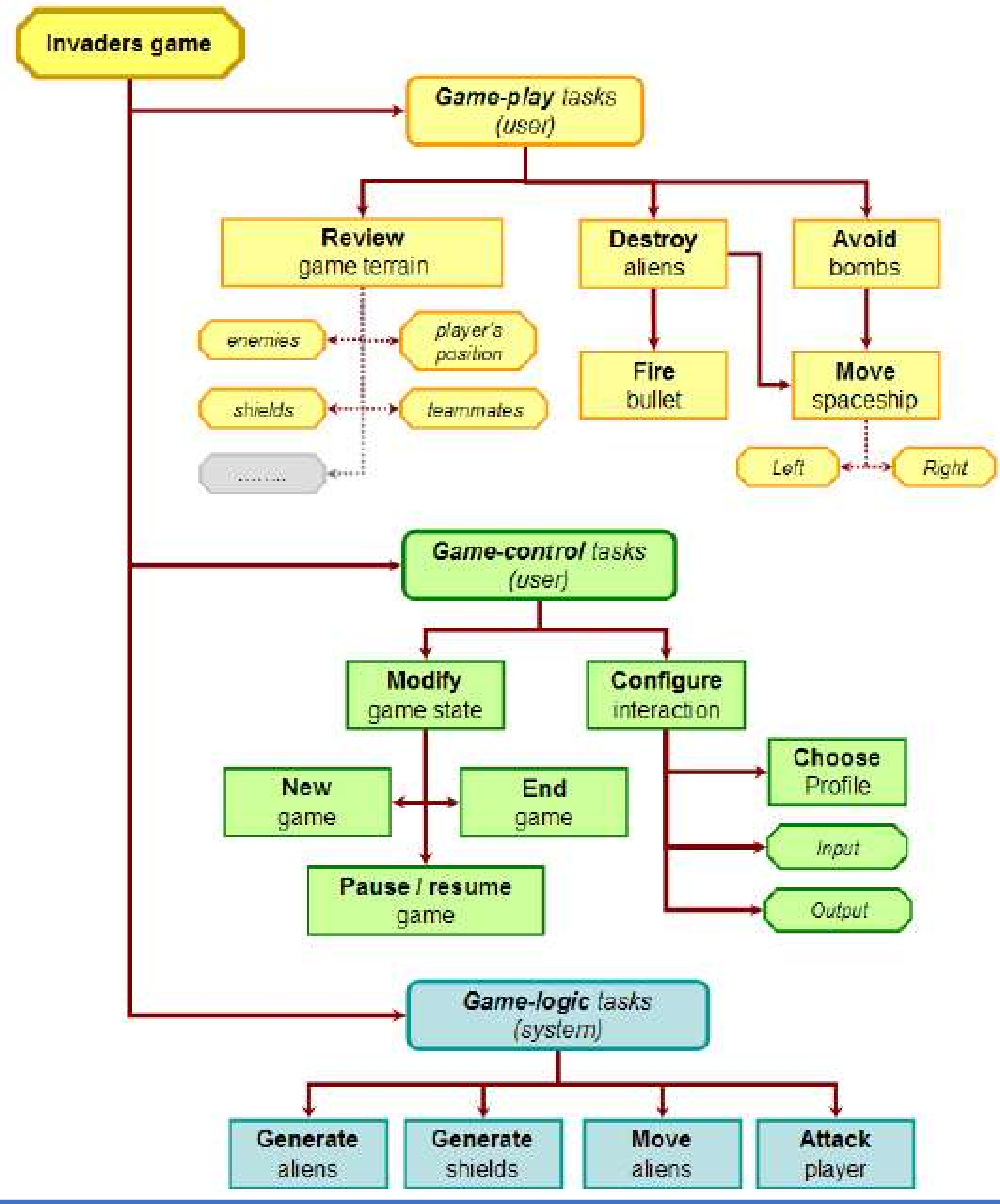 Invaders game
Game-play tasks
(user)
Review
game terrain
Destroy
aliens
Avoid
bombs
enemies
player's
position
shields
teammates
........
Fire
bullet
Move
spaceship
Left
Right
Game-control tasks
(user)
Modify
game state
Configure
interaction
New
game
End
game
Pause / resume
game
Choose
Profile
Input
Output
Game-logic tasks
(system)
Generate
aliens
Generate
shields
Move
aliens
Attack
player